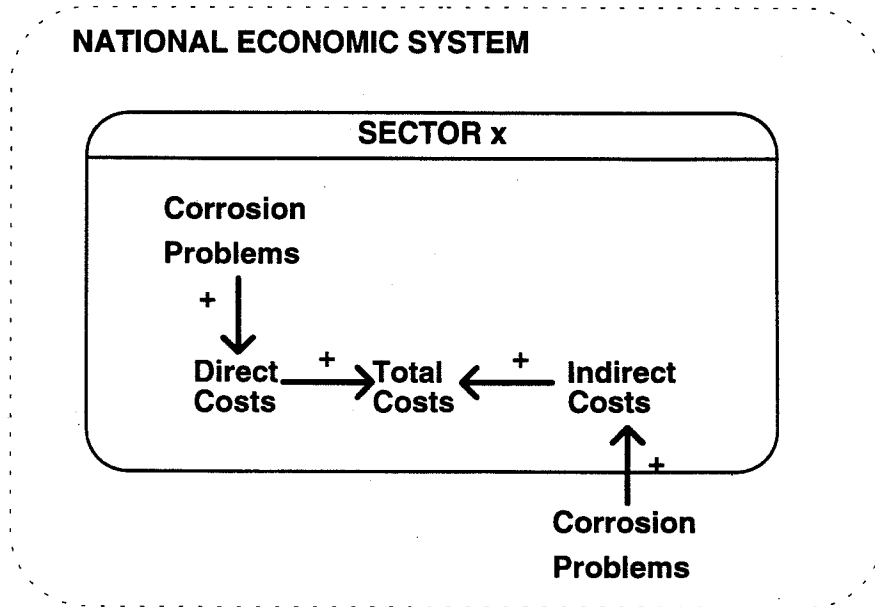 NATIONAL ECONOMIC SYSTEM
SECTOR x
Corrosion
Problems
+
Direct
Costs
+
Total
Costs
+
Indirect
Costs
+
Corrosion
Problems